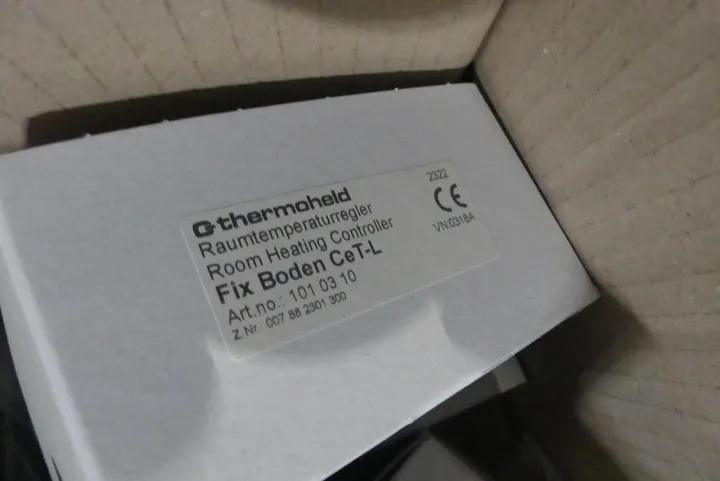 thermoheld
Raumtemperaturregler
Room Heating Controller
Fix Boden CeT-L
Art.no.: 101 03 10
Z.Nr.: 007 88 2301 300
2322
CE
VN:0318A